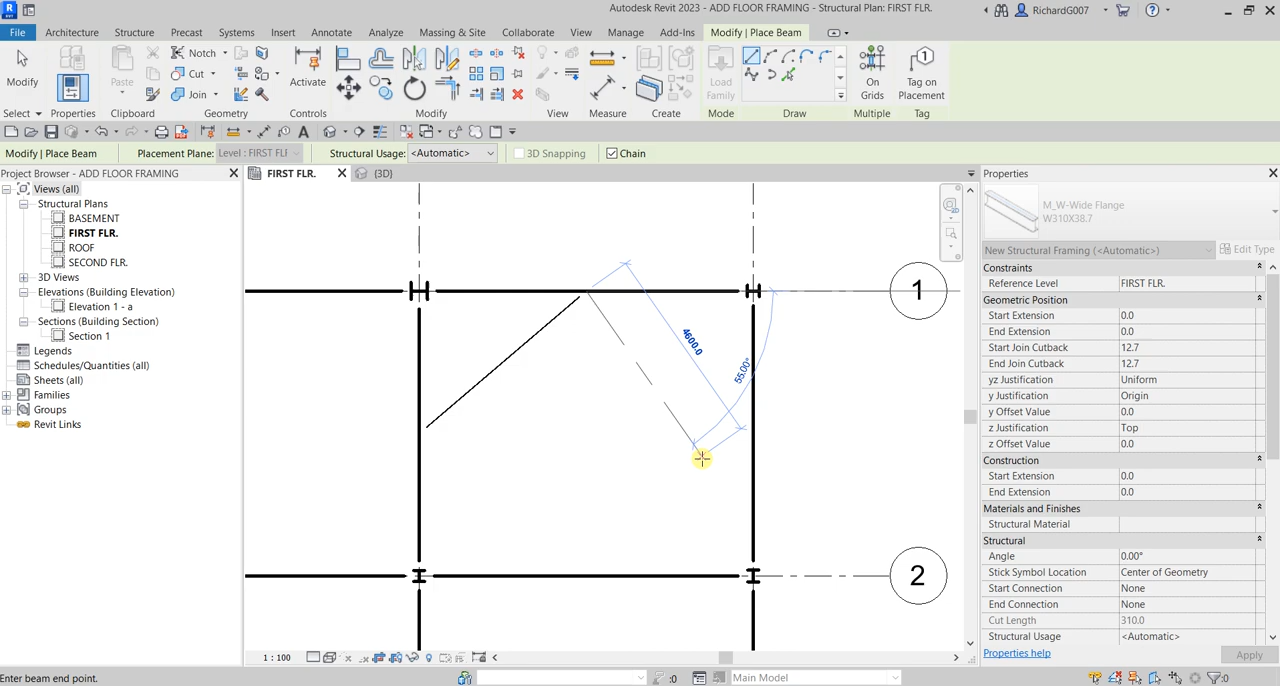 Autodesk Revit 2023 - ADD FLOOR FRAMING - Structural Plan: FIRST FLR.
RichardG007
File Architecture Structure Precast Systems Insert Annotate Analyze Massing & Site Collaborate View Manage Add-Ins Modify | Place Beam
Modify
Paste
Notch
Cut
Join
Activate
Load Family
On Grids
Tag on Placement
Select Properties Clipboard Geometry Controls Modify View Measure Create Mode Draw Multiple Tag
Modify | Place Beam Placement Plane: Level : FIRST FLF Structural Usage: <Automatic> 3D Snapping Chain
Project Browser - ADD FLOOR FRAMING
Views (all)
Structural Plans
BASEMENT
FIRST FLR.
ROOF
SECOND FLR.
3D Views
Elevations (Building Elevation)
Elevation 1 - a
Sections (Building Section)
Section 1
Legends
Schedules/Quantities (all)
Sheets (all)
Families
Groups
Revit Links
FIRST FLR. {3D}
4600.0
55.00°
1
2
1 : 100
Properties
M_W-Wide Flange
W310X38.7
New Structural Framing (<Automatic>) Edit Type
Constraints
Reference Level FIRST FLR.
Geometric Position
Start Extension 0.0
End Extension 0.0
Start Join Cutback 12.7
End Join Cutback 12.7
yz Justification Uniform
y Justification Origin
y Offset Value 0.0
z Justification Top
z Offset Value 0.0
Construction
Start Extension 0.0
End Extension 0.0
Materials and Finishes
Structural Material
Structural
Angle 0.00°
Stick Symbol Location Center of Geometry
Start Connection None
End Connection None
Cut Length 310.0
Structural Usage <Automatic>
Properties help Apply
Enter beam end point. :0 Main Model :0